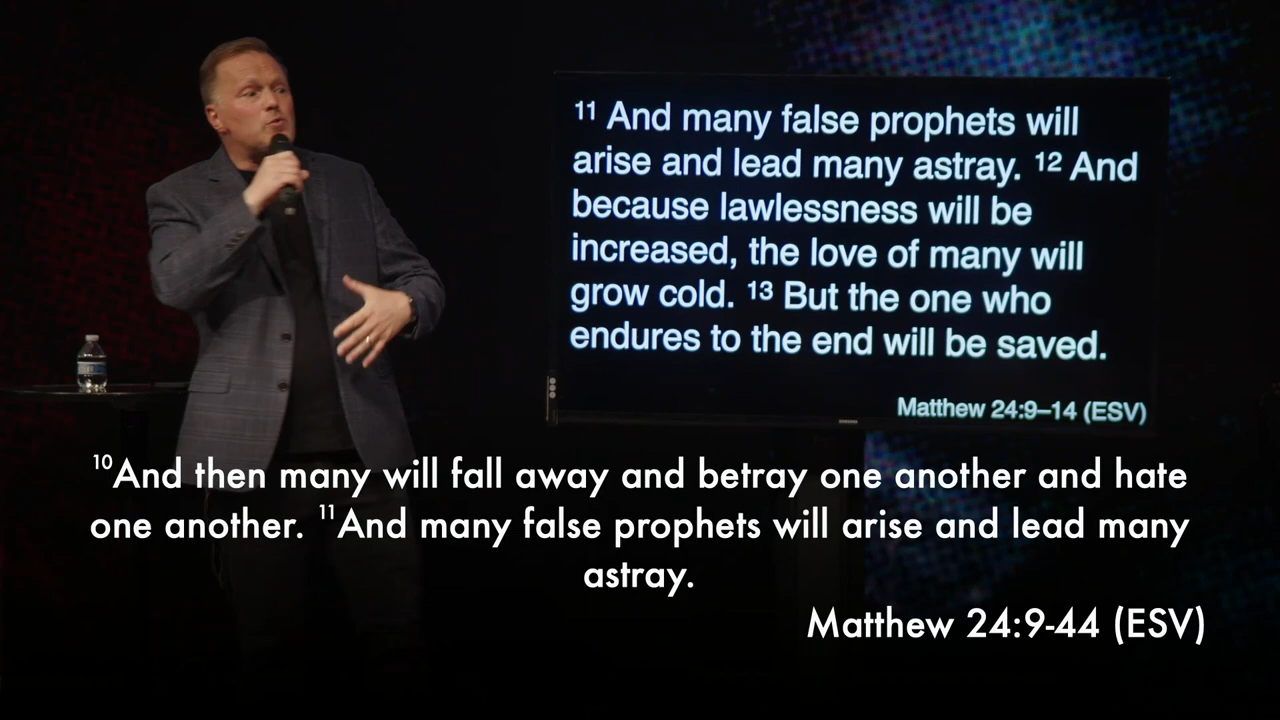 ¹¹ And many false prophets will
arise and lead many astray. ¹² And
because lawlessness will be
increased, the love of many will
grow cold. ¹³ But the one who
endures to the end will be saved.
Matthew 24:9–14 (ESV)
¹⁰And then many will fall away and betray one another and hate
one another. ¹¹And many false prophets will arise and lead many
astray.
Matthew 24:9-44 (ESV)